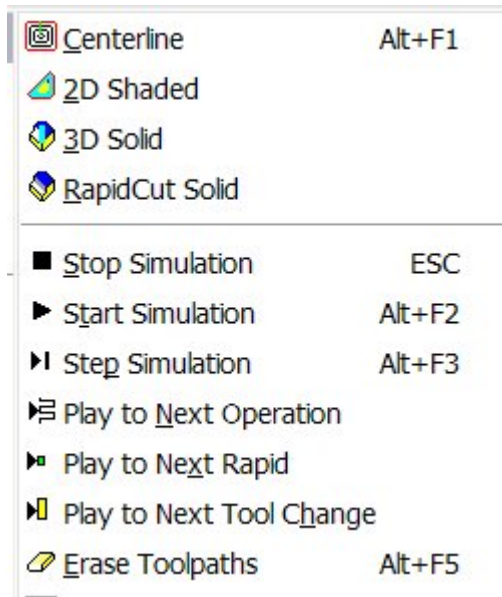 Centerline Alt+F1
2D Shaded
3D Solid
RapidCut Solid
Stop Simulation ESC
Start Simulation Alt+F2
Step Simulation Alt+F3
Play to Next Operation
Play to Next Rapid
Play to Next Tool Change
Erase Toolpaths Alt+F5